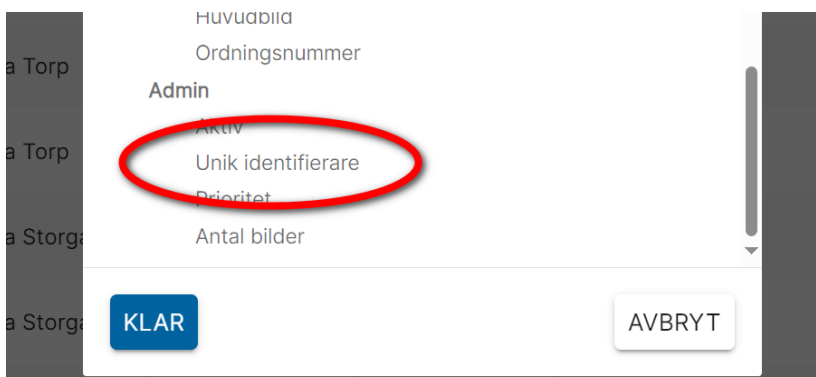 Huvudbild
Ordningsnummer
a Torp
Admin
Aktiv
a Torp
Unik identifierare
Prioritet
a Storga
Antal bilder
a Storga
KLAR
AVBRYT